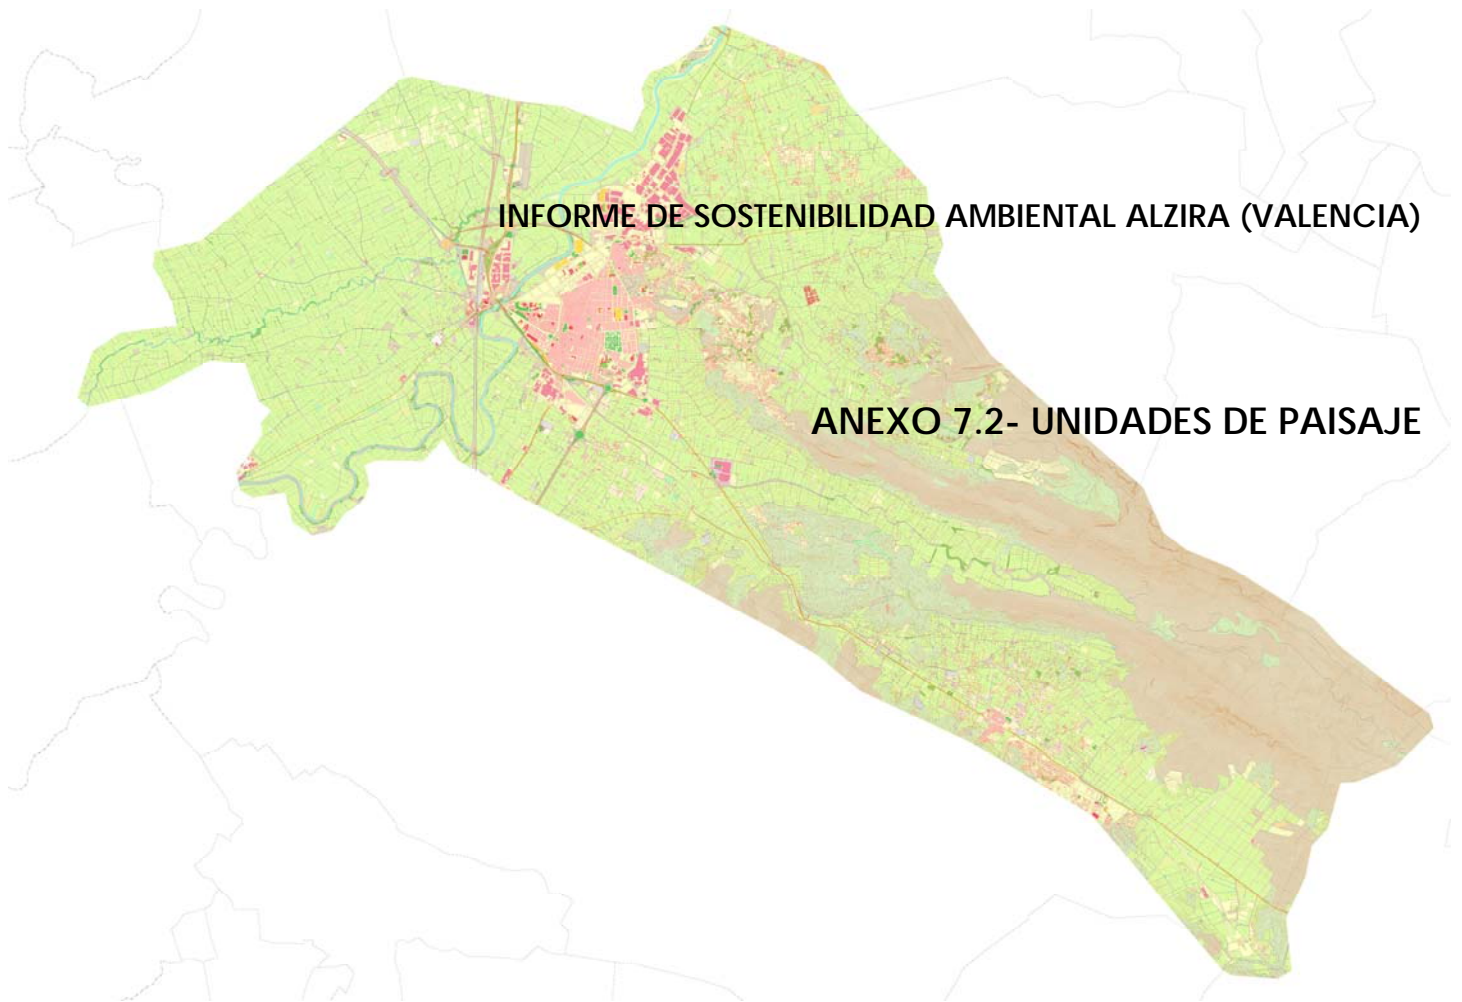 INFORME DE SOSTENIBILIDAD AMBIENTAL ALZIRA (VALENCIA)
ANEXO 7.2- UNIDADES DE PAISAJE